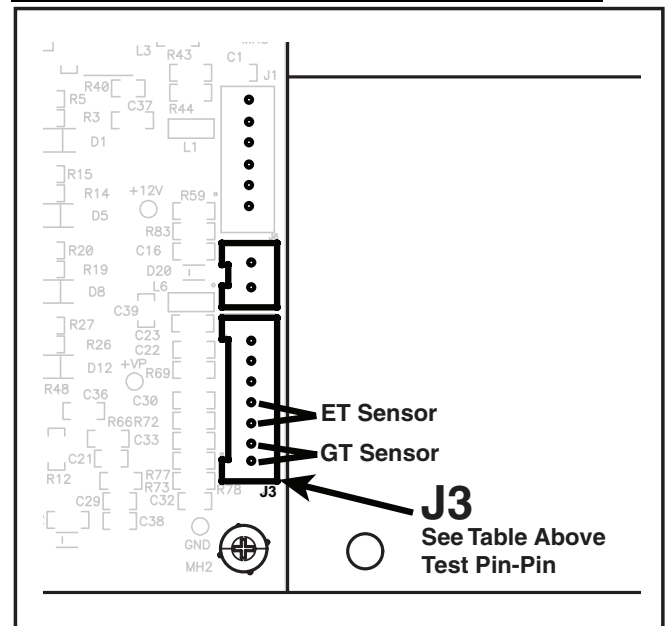 L3
R43
C1
J1
R40
C37
R44
R5
R3
D1
L1
R15
R14
+12V
R59
D5
R83
R20
C16
R19
D20
D8
L6
C39
R27
C23
R26
C22
D12
+VP
R69
R48
C36
C30
ET Sensor
R66
R72
C33
GT Sensor
C21
R12
R77
R73
R78
J3
C29
C32
J3
C38
See Table Above
GND
Test Pin-Pin
MH2